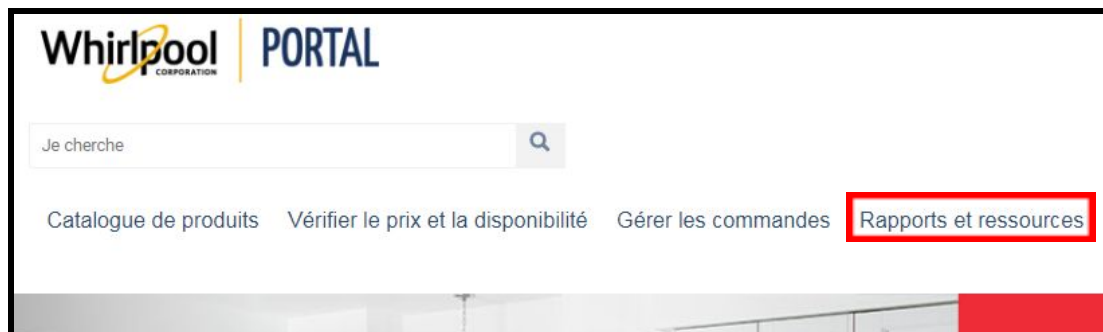 Whirlpool PORTAL
CORPORATION
Je cherche
Catalogue de produits Vérifier le prix et la disponibilité Gérer les commandes Rapports et ressources